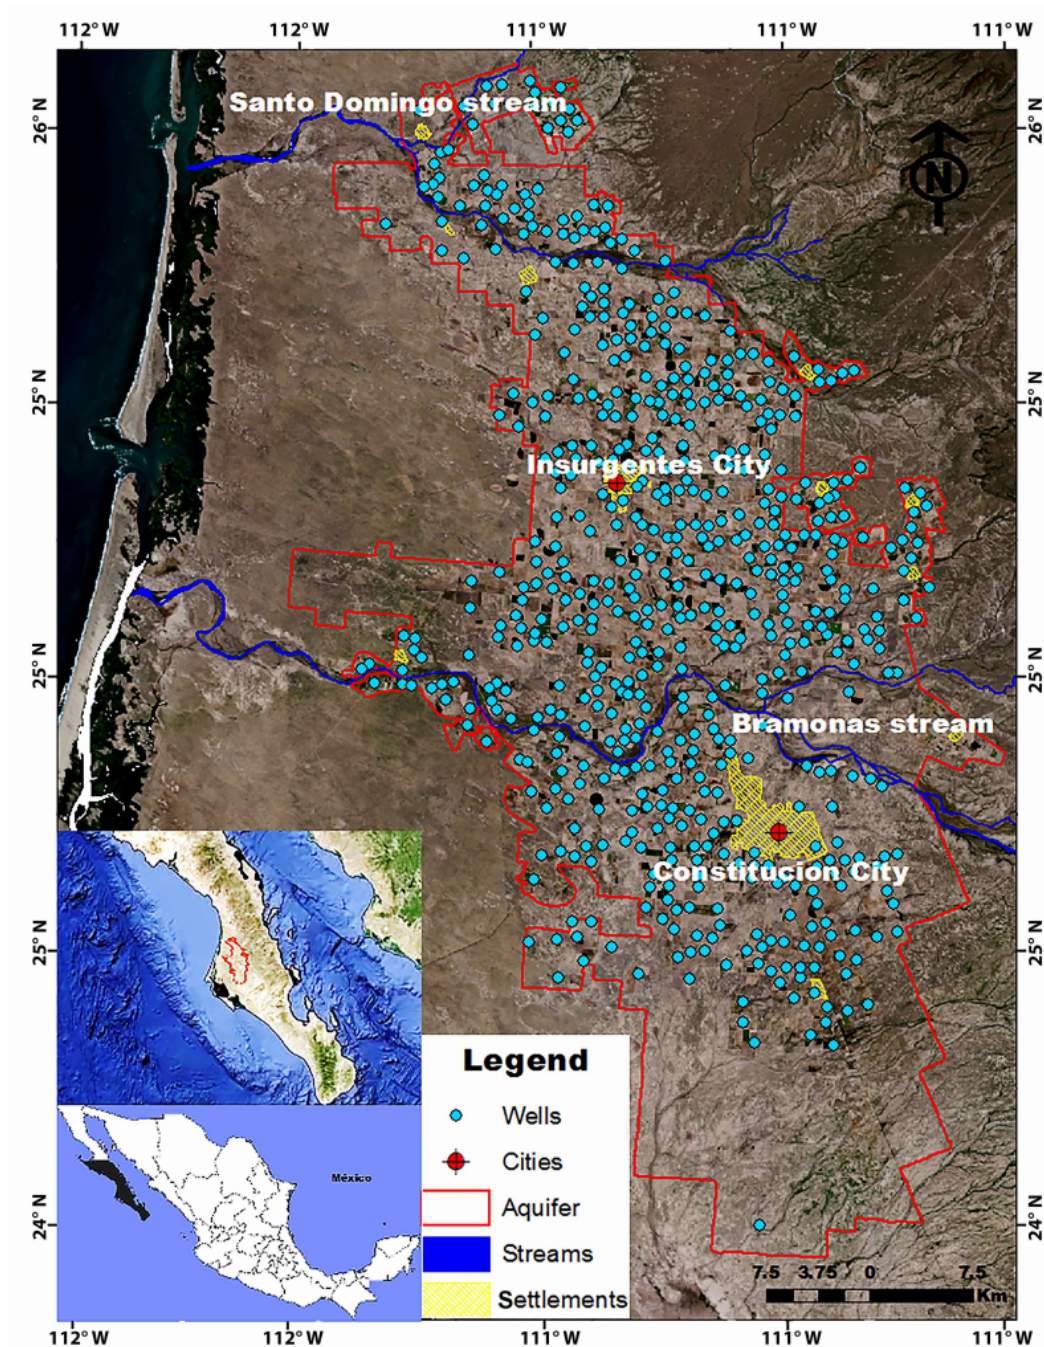 112° W 112° W 111° W 111° W 111° W
26° N 26° N
Santo Domingo stream
N
25° N 25° N
Insurgentes City
25° N 25° N
Bramonas stream
Constitucion City
25° N 25° N
Legend
Wells
Cities
Aquifer
Streams
Settlements
México
24° N 24° N
7.5 3.75 0 7.5
Km
112° W 112° W 111° W 111° W 111° W